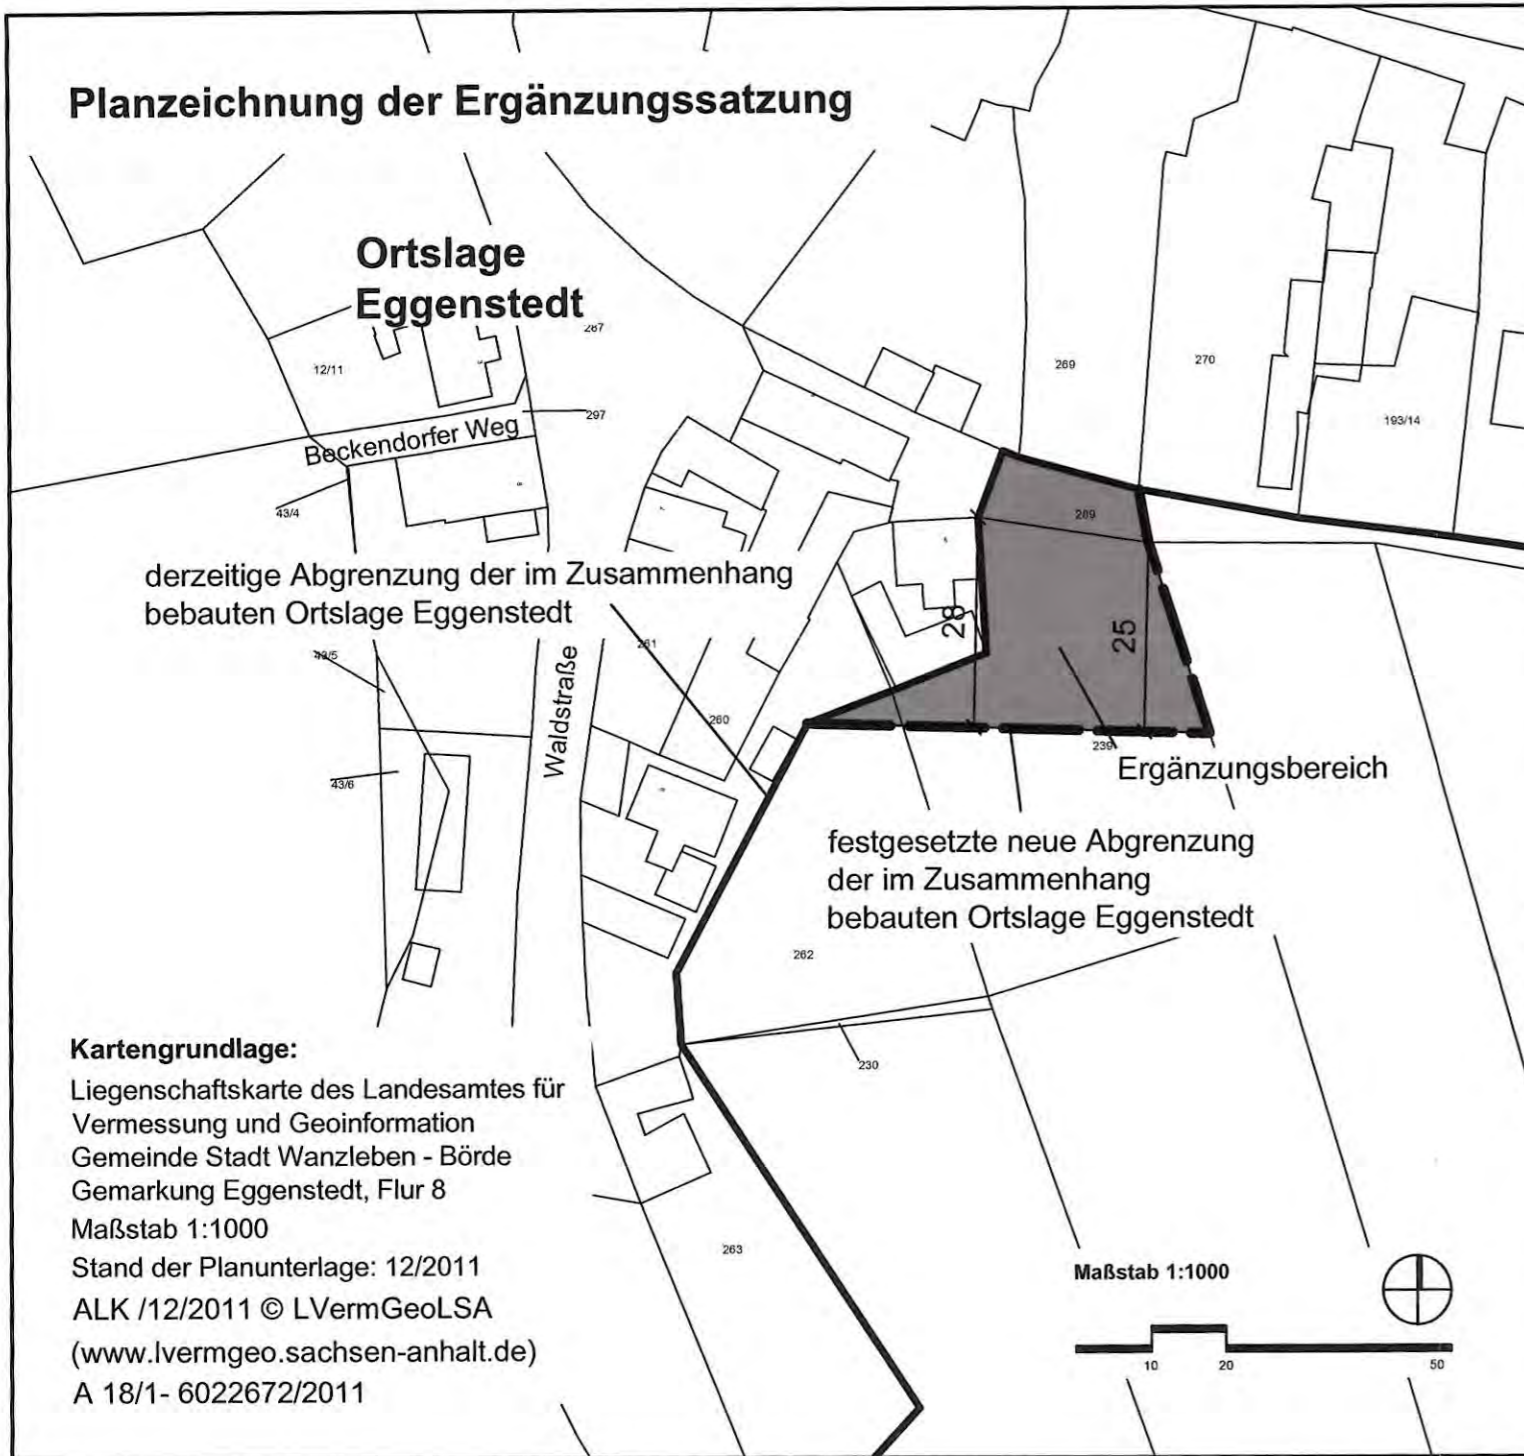 Planzeichnung der Ergänzungssatzung
Ortslage
Eggenstedt
267
12/11
297
Beckendorfer Weg
43/4
269
270
193/14
289
derzeitige Abgrenzung der im Zusammenhang
bebauten Ortslage Eggenstedt
28
25
43/5
261
Waldstraße
260
239
43/6
Ergänzungsbereich
festgesetzte neue Abgrenzung
der im Zusammenhang
bebauten Ortslage Eggenstedt
262
230
263
Kartengrundlage:
Liegenschaftskarte des Landesamtes für
Vermessung und Geoinformation
Gemeinde Stadt Wanzleben - Börde
Gemarkung Eggenstedt, Flur 8
Maßstab 1:1000
Stand der Planunterlage: 12/2011
ALK /12/2011 © LVermGeoLSA
(www.lvermgeo.sachsen-anhalt.de)
A 18/1- 6022672/2011
Maßstab 1:1000
10 20 50